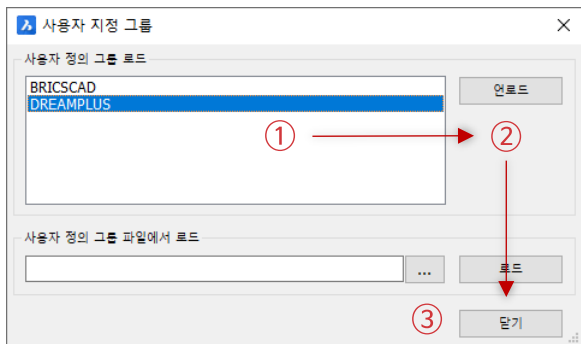 사용자 지정 그룹
사용자 정의 그룹 로드
BRICSCAD
DREAMPLUS
언로드
① ②
사용자 정의 그룹 파일에서 로드
... 로드
③ 닫기